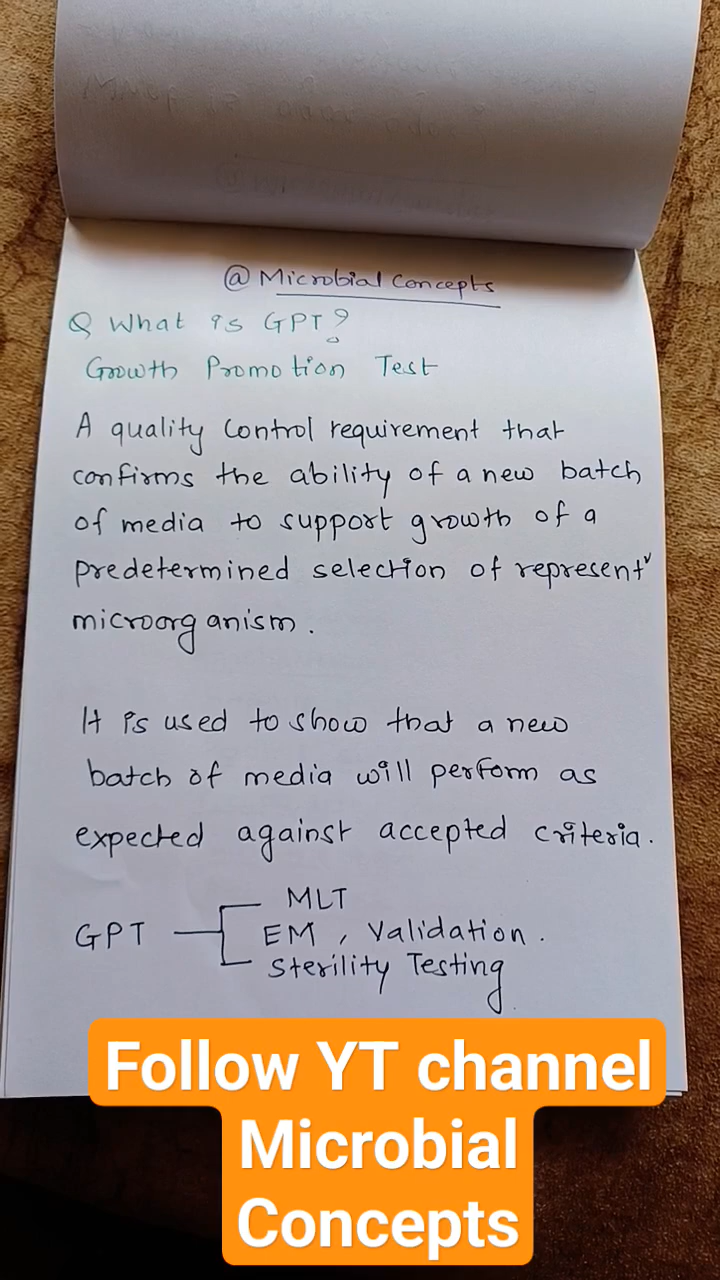 @ Microbial Concepts
Q What is GPT?
Growth Promotion Test
A quality Control requirement that
confirms the ability of a new batch
of media to support growth of a
predetermined selection of represent
microorganism.
It is used to show that a new
batch of media will perform as
expected against accepted criteria.
MLT
GPT EM, Validation.
Sterility Testing
Follow YT channel
Microbial
Concepts